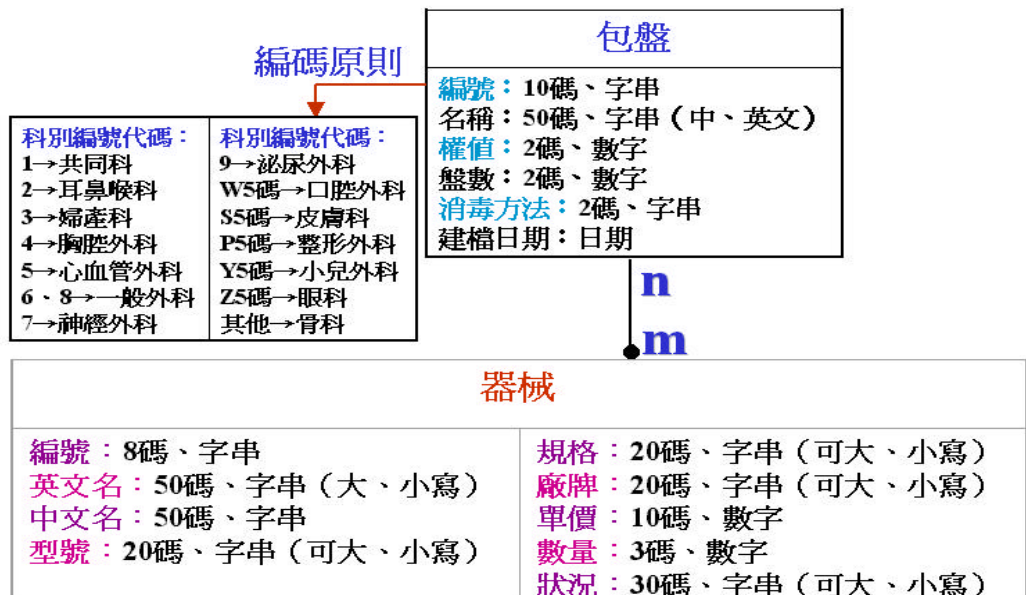 包盤
編碼原則
編號：10碼、字串
名稱：50碼、字串（中、英文）
權值：2碼、數字
盤數：2碼、數字
消毒方法：2碼、字串
建檔日期：日期
科別編號代碼：
1→共同科
2→耳鼻喉科
3→婦產科
4→胸腔外科
5→心血管外科
6、8→一般外科
7→神經外科
科別編號代碼：
9→泌尿外科
W5碼→口腔外科
S5碼→皮膚科
P5碼→整形外科
Y5碼→小兒外科
Z5碼→眼科
其他→骨科
n
m
器械
編號：8碼、字串
英文名：50碼、字串（大、小寫）
中文名：50碼、字串
型號：20碼、字串（可大、小寫）
規格：20碼、字串（可大、小寫）
廠牌：20碼、字串（可大、小寫）
單價：10碼、數字
數量：3碼、數字
狀況：30碼、字串（可大、小寫）